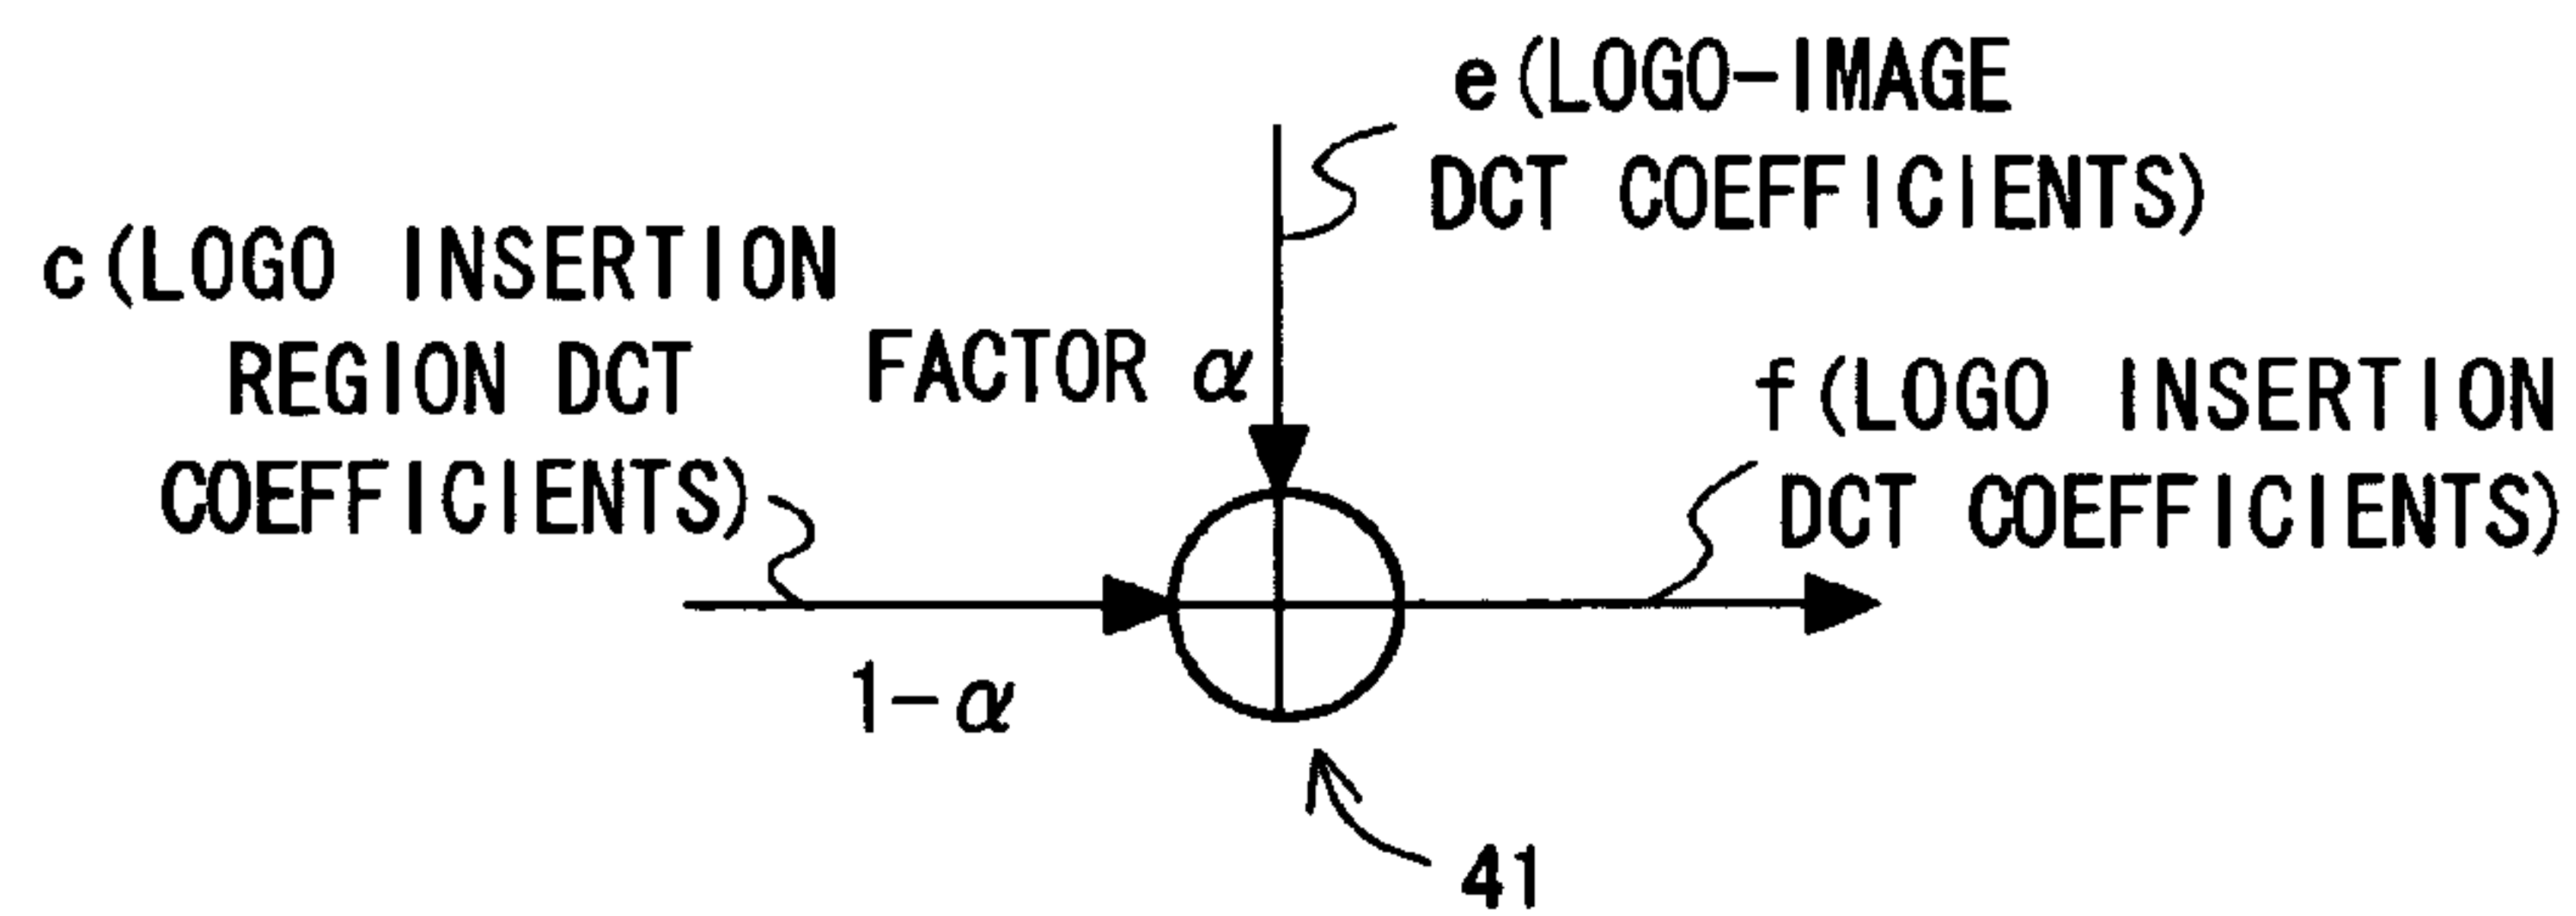 e(LOGO-IMAGE
DCT COEFFICIENTS)
c(LOGO INSERTION
REGION DCT
COEFFICIENTS)
FACTOR α
f(LOGO INSERTION
DCT COEFFICIENTS)
1-α
41